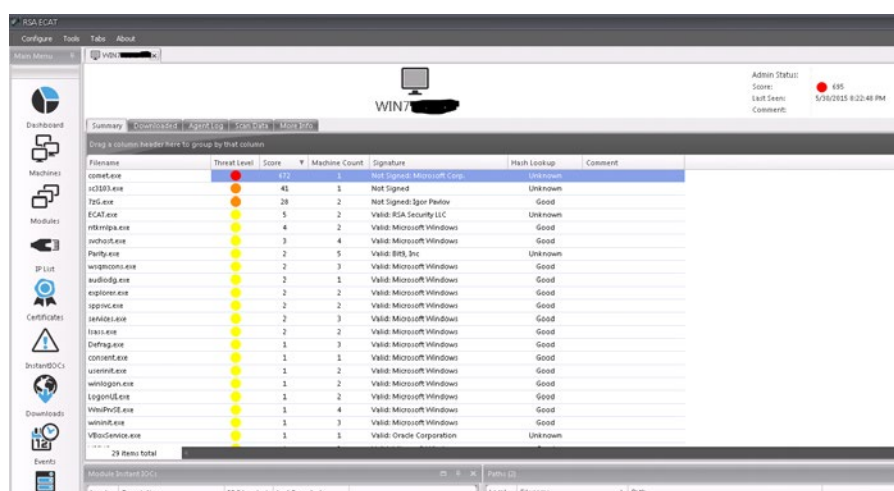 RSA ECAT
Configure Tools Tabs About
Main Menu
WIN7
WIN7
Admin Status:
Score: 695
Last Seen: 5/30/2015 8:22:48 PM
Comment:
Dashboard
Machines
Modules
IP List
Certificates
InstantIOCs
Downloads
Events
Summary Downloaded Agent Log Scan Data More Info
Drag a column header here to group by that column
Filename Threat Level Score Machine Count Signature Hash Lookup Comment
comet.exe 672 1 Not Signed: Microsoft Corp. Unknown
sc3103.exe 41 1 Not Signed Unknown
7zG.exe 28 2 Not Signed: Igor Pavlov Good
ECAT.exe 5 2 Valid: RSA Security LLC Unknown
ntkrnlpa.exe 4 2 Valid: Microsoft Windows Good
svchost.exe 3 4 Valid: Microsoft Windows Good
Parity.exe 2 5 Valid: Bit9, Inc Unknown
wsqmcons.exe 2 3 Valid: Microsoft Windows Good
audiodg.exe 2 1 Valid: Microsoft Windows Good
explorer.exe 2 2 Valid: Microsoft Windows Good
sppsvc.exe 2 2 Valid: Microsoft Windows Good
services.exe 2 3 Valid: Microsoft Windows Good
lsass.exe 2 2 Valid: Microsoft Windows Good
Defrag.exe 1 3 Valid: Microsoft Windows Good
consent.exe 1 1 Valid: Microsoft Windows Good
userinit.exe 1 2 Valid: Microsoft Windows Good
winlogon.exe 1 2 Valid: Microsoft Windows Good
LogonUI.exe 1 2 Valid: Microsoft Windows Good
WmiPrvSE.exe 1 4 Valid: Microsoft Windows Good
wininit.exe 1 3 Valid: Microsoft Windows Good
VBoxService.exe 1 1 Valid: Oracle Corporation Unknown
29 items total
Module Instant IOCs
Paths (2)